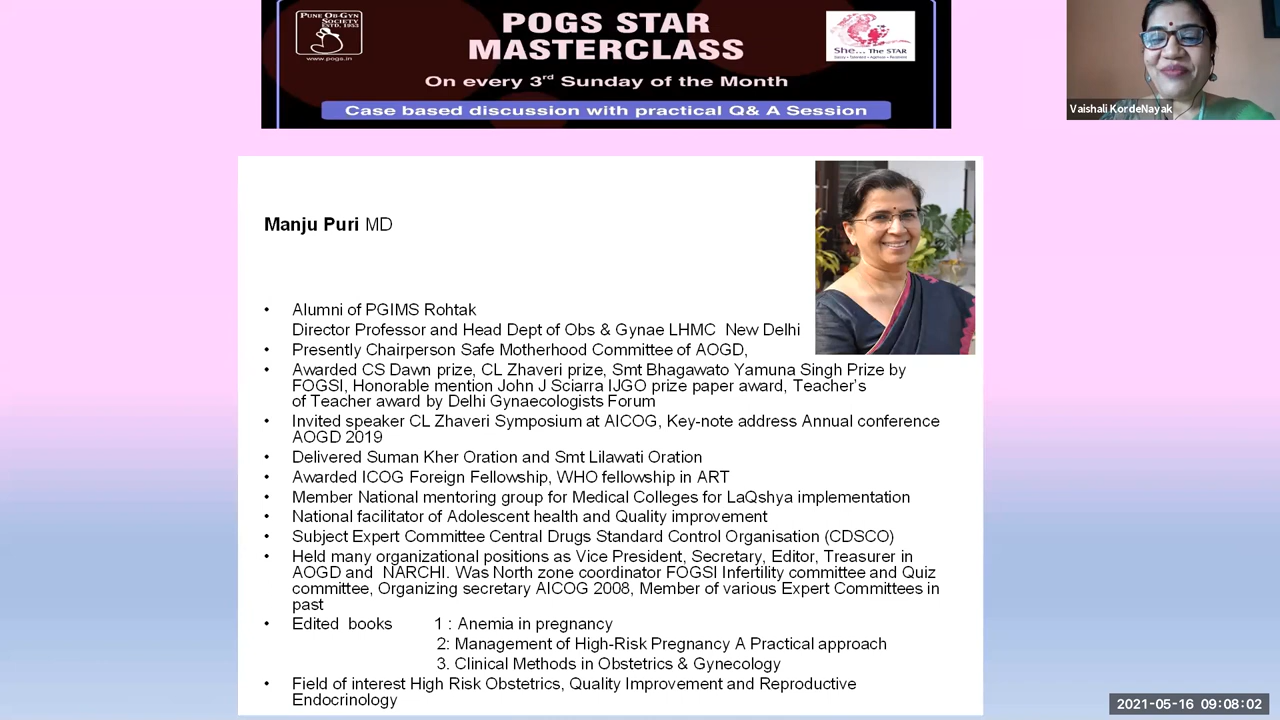 PUNE OB-GYN
SOCIETY
ESTD. 1953
www.pogs.in
POGS STAR
MASTERCLASS
She... The STAR
On every 3rd Sunday of the Month
Case based discussion with practical Q& A Session
Vaishali KordeNayak
Manju Puri MD
• Alumni of PGIMS Rohtak
Director Professor and Head Dept of Obs & Gynae LHMC New Delhi
• Presently Chairperson Safe Motherhood Committee of AOGD,
• Awarded CS Dawn prize, CL Zhaveri prize, Smt Bhagawato Yamuna Singh Prize by
FOGSI, Honorable mention John J Sciarra IJGO prize paper award, Teacher's
of Teacher award by Delhi Gynaecologists Forum
• Invited speaker CL Zhaveri Symposium at AICOG, Key-note address Annual conference
AOGD 2019
• Delivered Suman Kher Oration and Smt Lilawati Oration
• Awarded ICOG Foreign Fellowship, WHO fellowship in ART
• Member National mentoring group for Medical Colleges for LaQshya implementation
• National facilitator of Adolescent health and Quality improvement
• Subject Expert Committee Central Drugs Standard Control Organisation (CDSCO)
• Held many organizational positions as Vice President, Secretary, Editor, Treasurer in
AOGD and NARCHI. Was North zone coordinator FOGSI Infertility committee and Quiz
committee, Organizing secretary AICOG 2008, Member of various Expert Committees in
past
• Edited books 1 : Anemia in pregnancy
2: Management of High-Risk Pregnancy A Practical approach
3. Clinical Methods in Obstetrics & Gynecology
• Field of interest High Risk Obstetrics, Quality Improvement and Reproductive
Endocrinology
2021-05-16 09:08:02